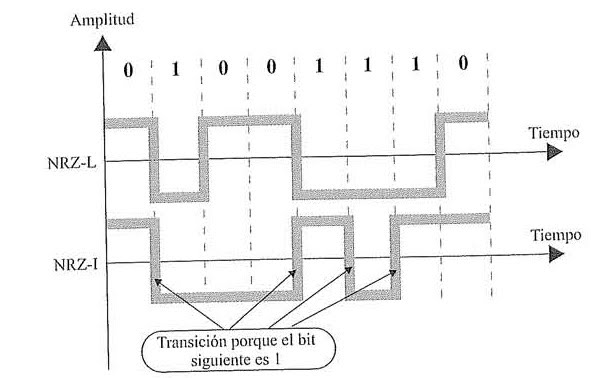 Amplitud
0 1 0 0 1 1 1 0
Tiempo
NRZ-L
Tiempo
NRZ-I
Transición porque el bit
siguiente es 1